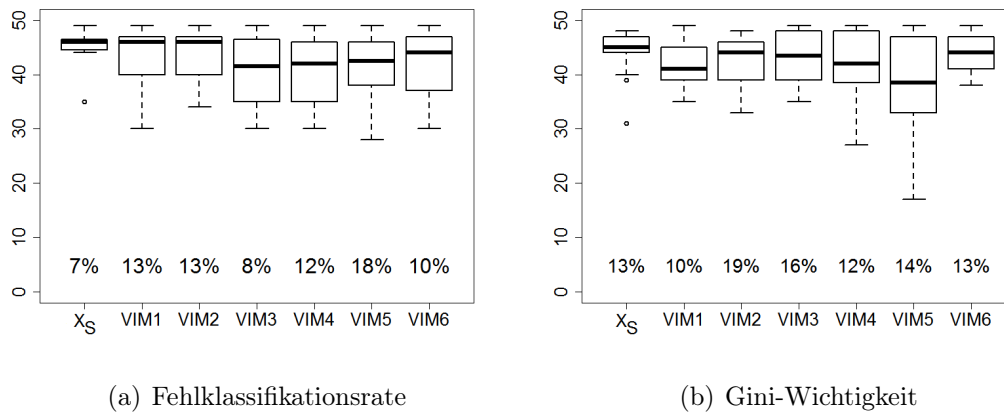 50
40
30
20
10
0
7% 13% 13% 8% 12% 18% 10%
XS VIM1 VIM2 VIM3 VIM4 VIM5 VIM6
(a) Fehlklassifikationsrate
50
40
30
20
10
0
13% 10% 19% 16% 12% 14% 13%
XS VIM1 VIM2 VIM3 VIM4 VIM5 VIM6
(b) Gini-Wichtigkeit